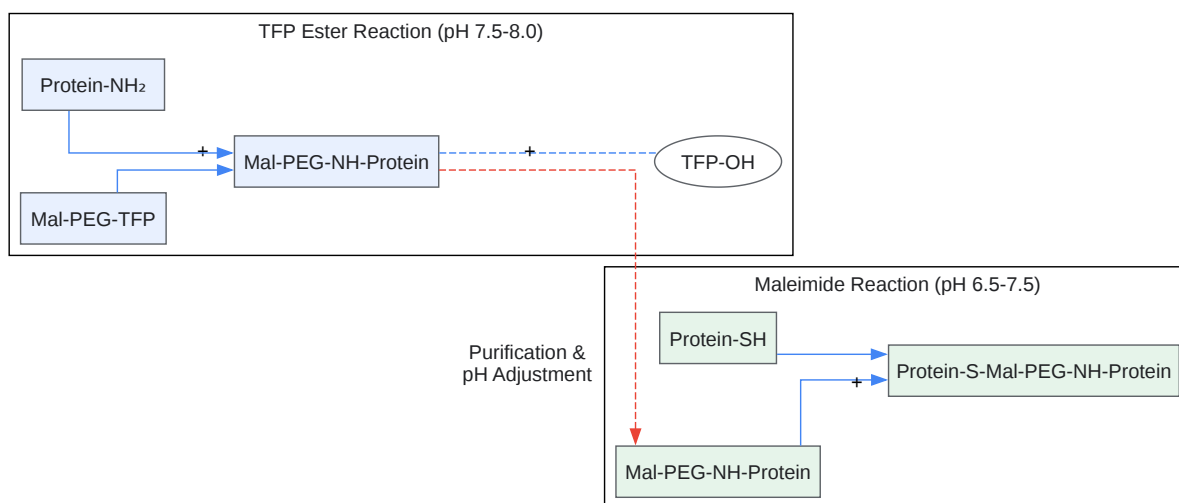 TFP Ester Reaction (pH 7.5-8.0)
Protein-NH₂
+
Mal-PEG-NH-Protein
+
TFP-OH
Mal-PEG-TFP
Maleimide Reaction (pH 6.5-7.5)
Protein-SH
Purification &
pH Adjustment
Protein-S-Mal-PEG-NH-Protein
+
Mal-PEG-NH-Protein